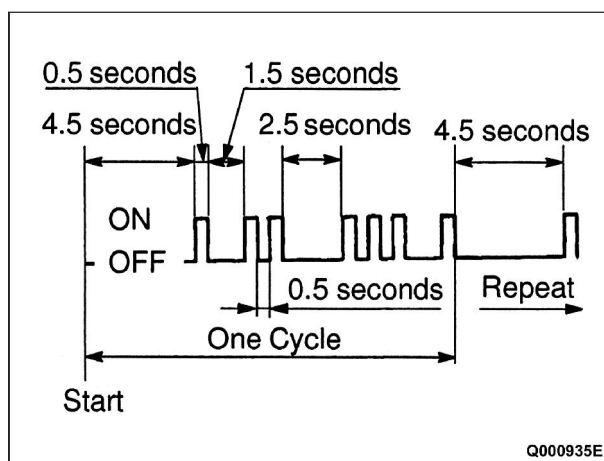 0.5 seconds 1.5 seconds
4.5 seconds 2.5 seconds 4.5 seconds
ON
OFF
0.5 seconds Repeat
One Cycle
Start
Q000935E